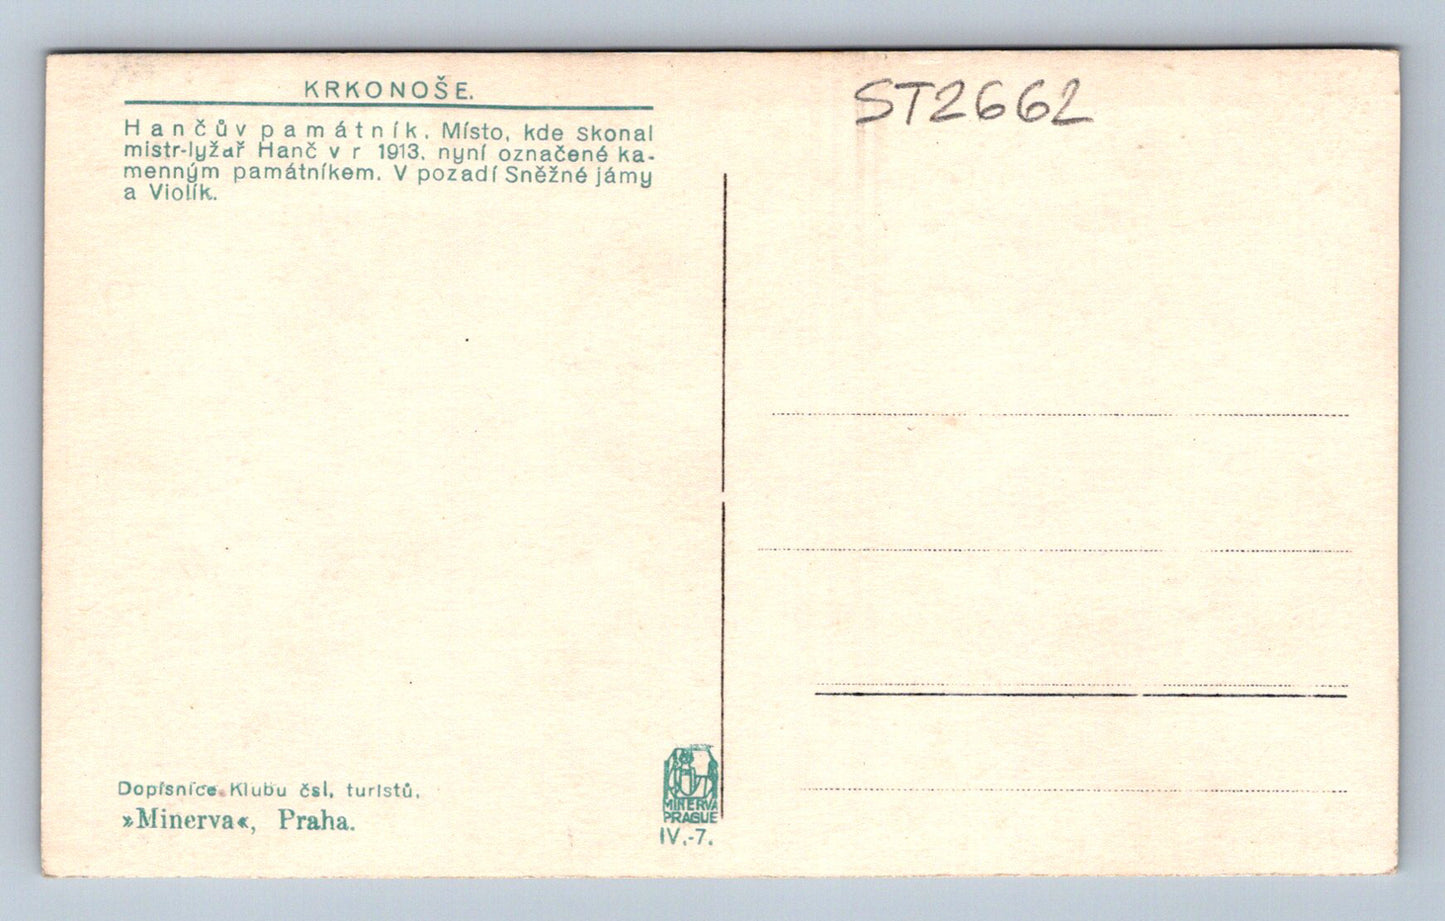 KRKONOŠE.
Hančův památník. Místo, kde skonal
mistr-lyžař Hanč v r 1913, nyní označené ka-
menným památníkem. V pozadí Sněžné jámy
a Violík.
ST2662
Dopisnice Klubu čsl. turistů.
»Minerva«, Praha.
MINERVA
PRAGUE
IV.-7.